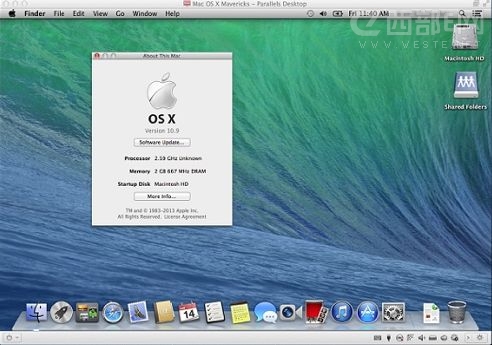 Mac OS X Mavericks - Parallels Desktop
Finder File Edit View Go Window Help
Fri 11:40 AM
西部
WWW.WESTE
Macintosh HD
Shared Folders
About This Mac
OS X
Version 10.9
Software Update...
Processor 2.10 GHz Unknown
Memory 2 GB 667 MHz DRAM
Startup Disk Macintosh HD
More Info...
TM and © 1983-2013 Apple Inc.
All Rights Reserved. License Agreement
14